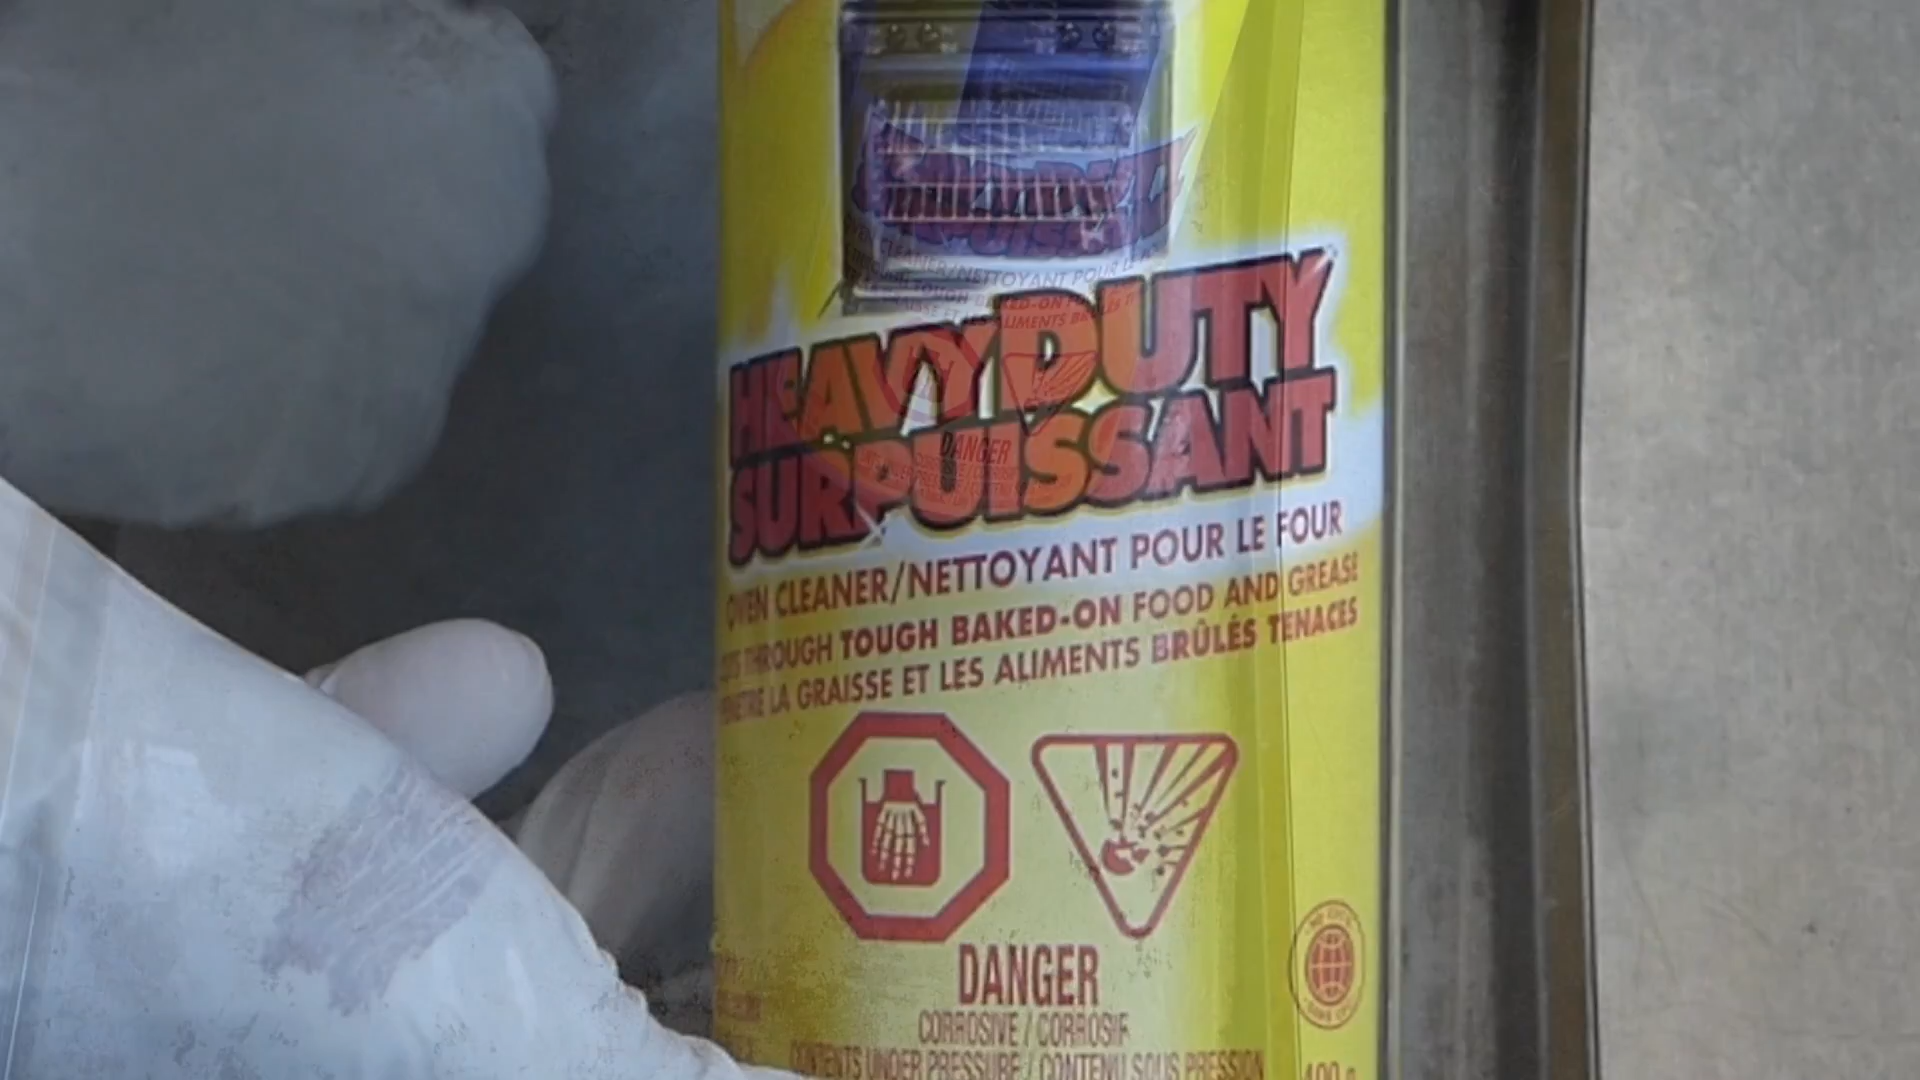 HEAVY DUTY
SURPUISSANT
OVEN CLEANER/NETTOYANT POUR LE FOUR
THROUGH TOUGH BAKED-ON FOOD AND GREASE
LA GRAISSE ET LES ALIMENTS BRÛLÉS TENACES
DANGER
CORROSIVE / CORROSIF
CONTENTS UNDER PRESSURE / CONTENU SOUS PRESSION
400 g